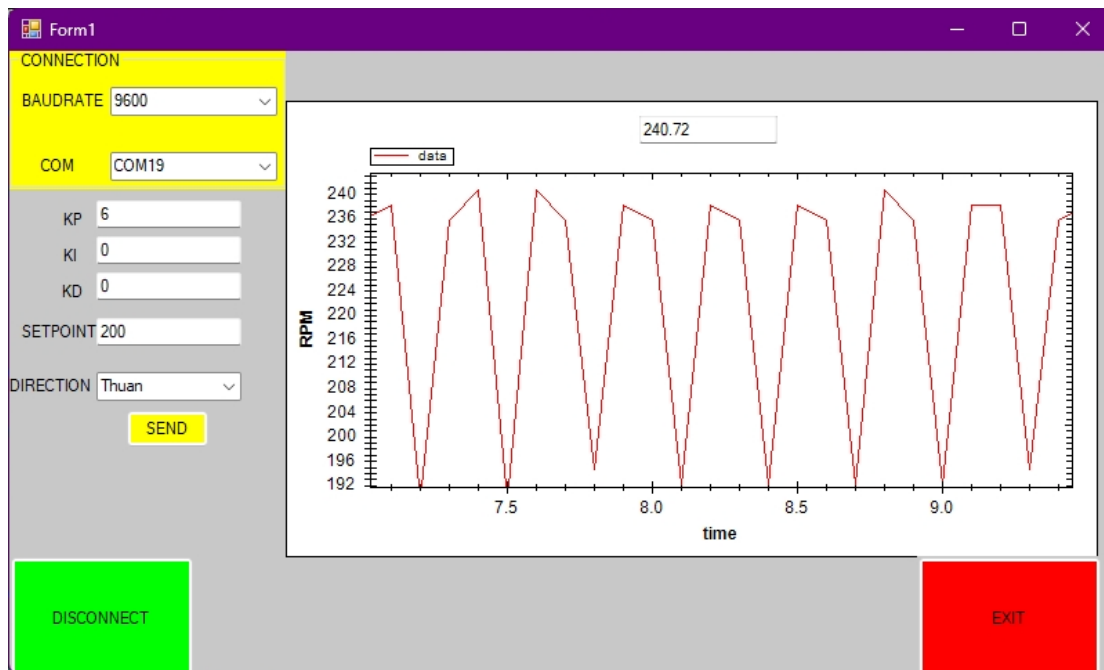 Form1
CONNECTION
BAUDRATE 9600
COM COM19
KP 6
KI 0
KD 0
SETPOINT 200
DIRECTION Thuan
SEND
DISCONNECT
240.72
data
RPM
240
236
232
228
224
220
216
212
208
204
200
196
192
7.5 8.0 8.5 9.0
time
EXIT